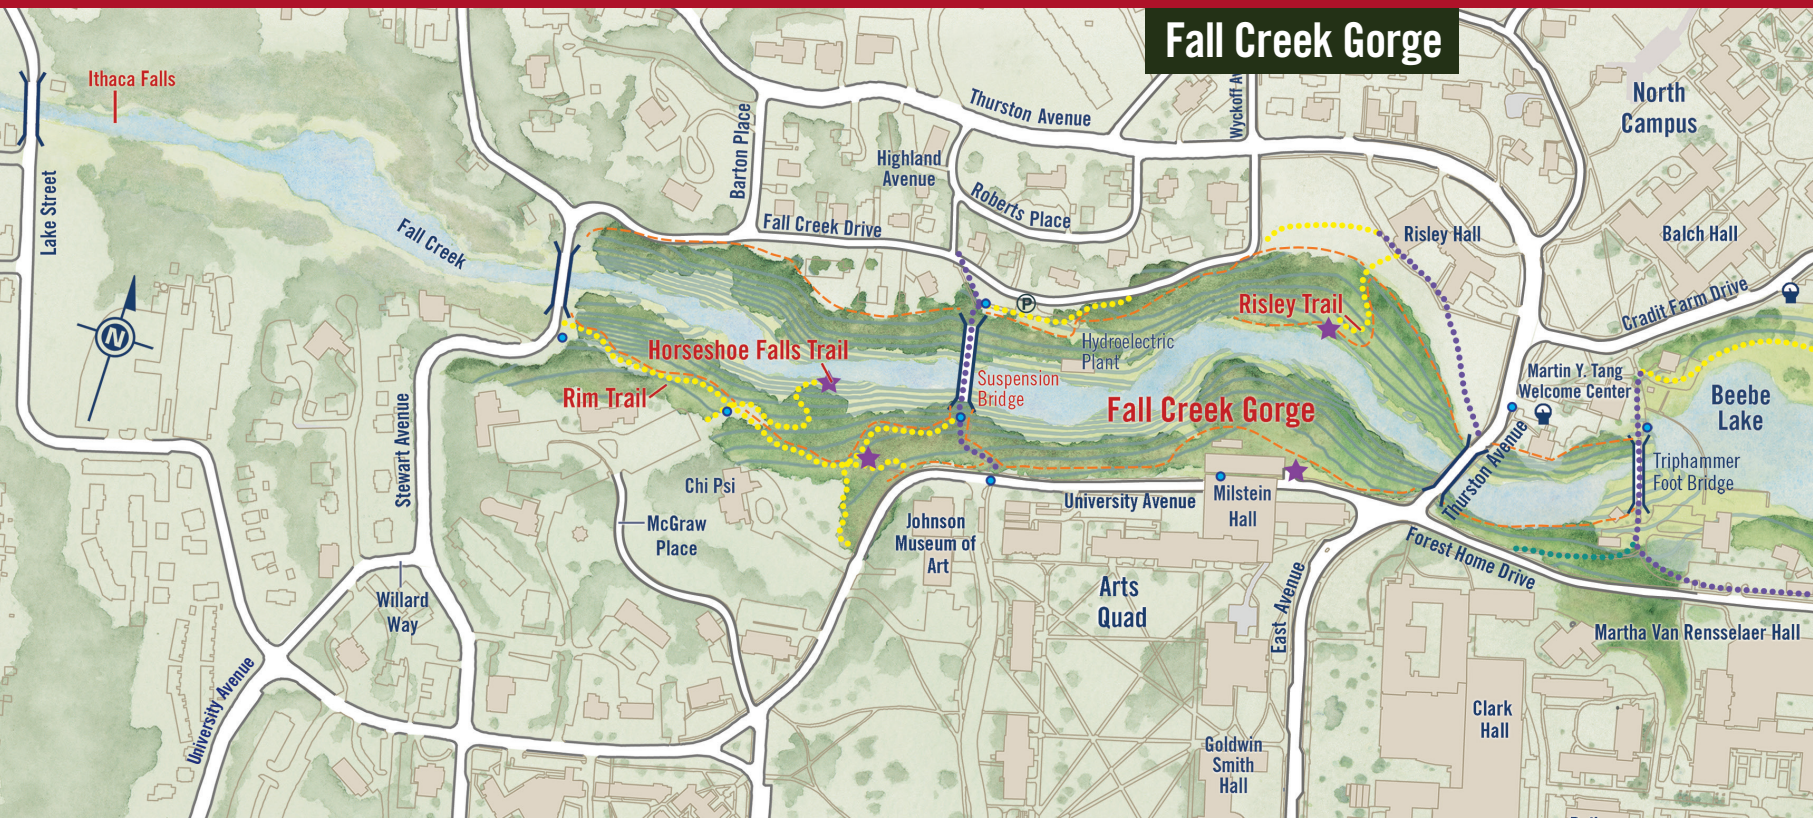 Fall Creek Gorge
Ithaca Falls
Lake Street
Fall Creek
Barton Place
Thurston Avenue
Wyckoff Av
Highland
Avenue
Roberts Place
Fall Creek Drive
North
Campus
Risley Hall
Balch Hall
Cradit Farm Drive
Risley Trail
P
Hydroelectric
Plant
Suspension
Bridge
Horseshoe Falls Trail
Rim Trail
Fall Creek Gorge
N
Martin Y. Tang
Welcome Center
Beebe
Lake
Triphammer
Foot Bridge
Thurston Avenue
Stewart Avenue
Chi Psi
McGraw
Place
University Avenue
Milstein
Hall
Johnson
Museum of
Art
Arts
Quad
East Avenue
Forest Home Drive
Martha Van Rensselaer Hall
Willard
Way
University Avenue
Clark
Hall
Goldwin
Smith
Hall